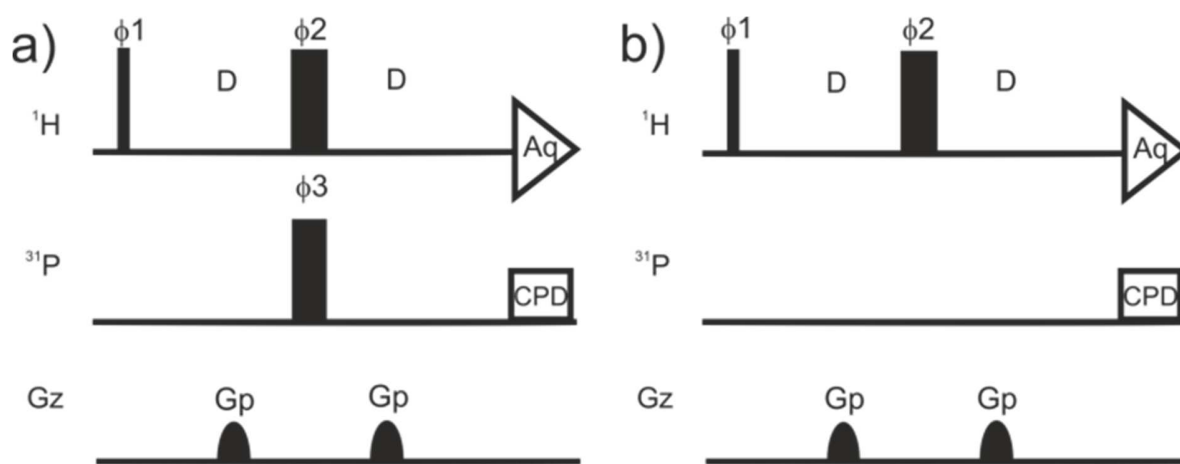 a)
ϕ1
ϕ2
D
D
¹H
Aq
ϕ3
³¹P
CPD
Gz
Gp
Gp
b)
ϕ1
ϕ2
D
D
¹H
Aq
³¹P
CPD
Gz
Gp
Gp